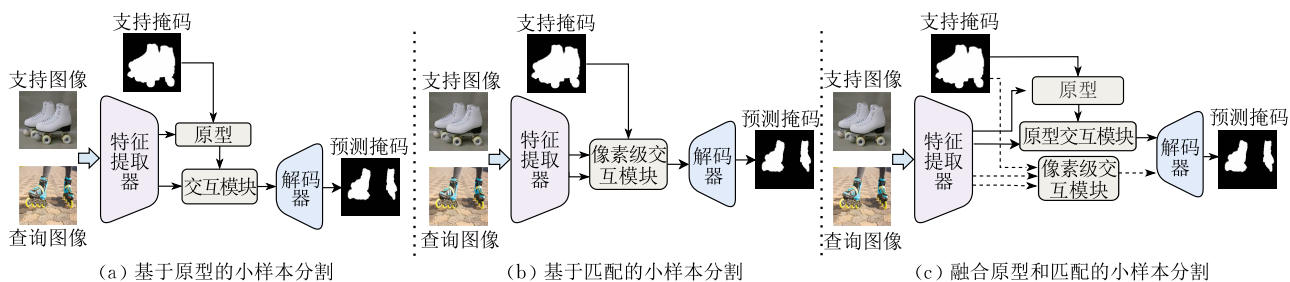 支持掩码
支持图像
特征
提取
器
原型
交互模块
解码
器
预测掩码
查询图像
(a) 基于原型的小样本分割
支持掩码
支持图像
特征
提取
器
像素级交
互模块
解码
器
预测掩码
查询图像
(b) 基于匹配的小样本分割
支持掩码
支持图像
特征
提取
器
原型
原型交互模块
像素级交
互模块
解码
器
预测掩码
查询图像
(c) 融合原型和匹配的小样本分割